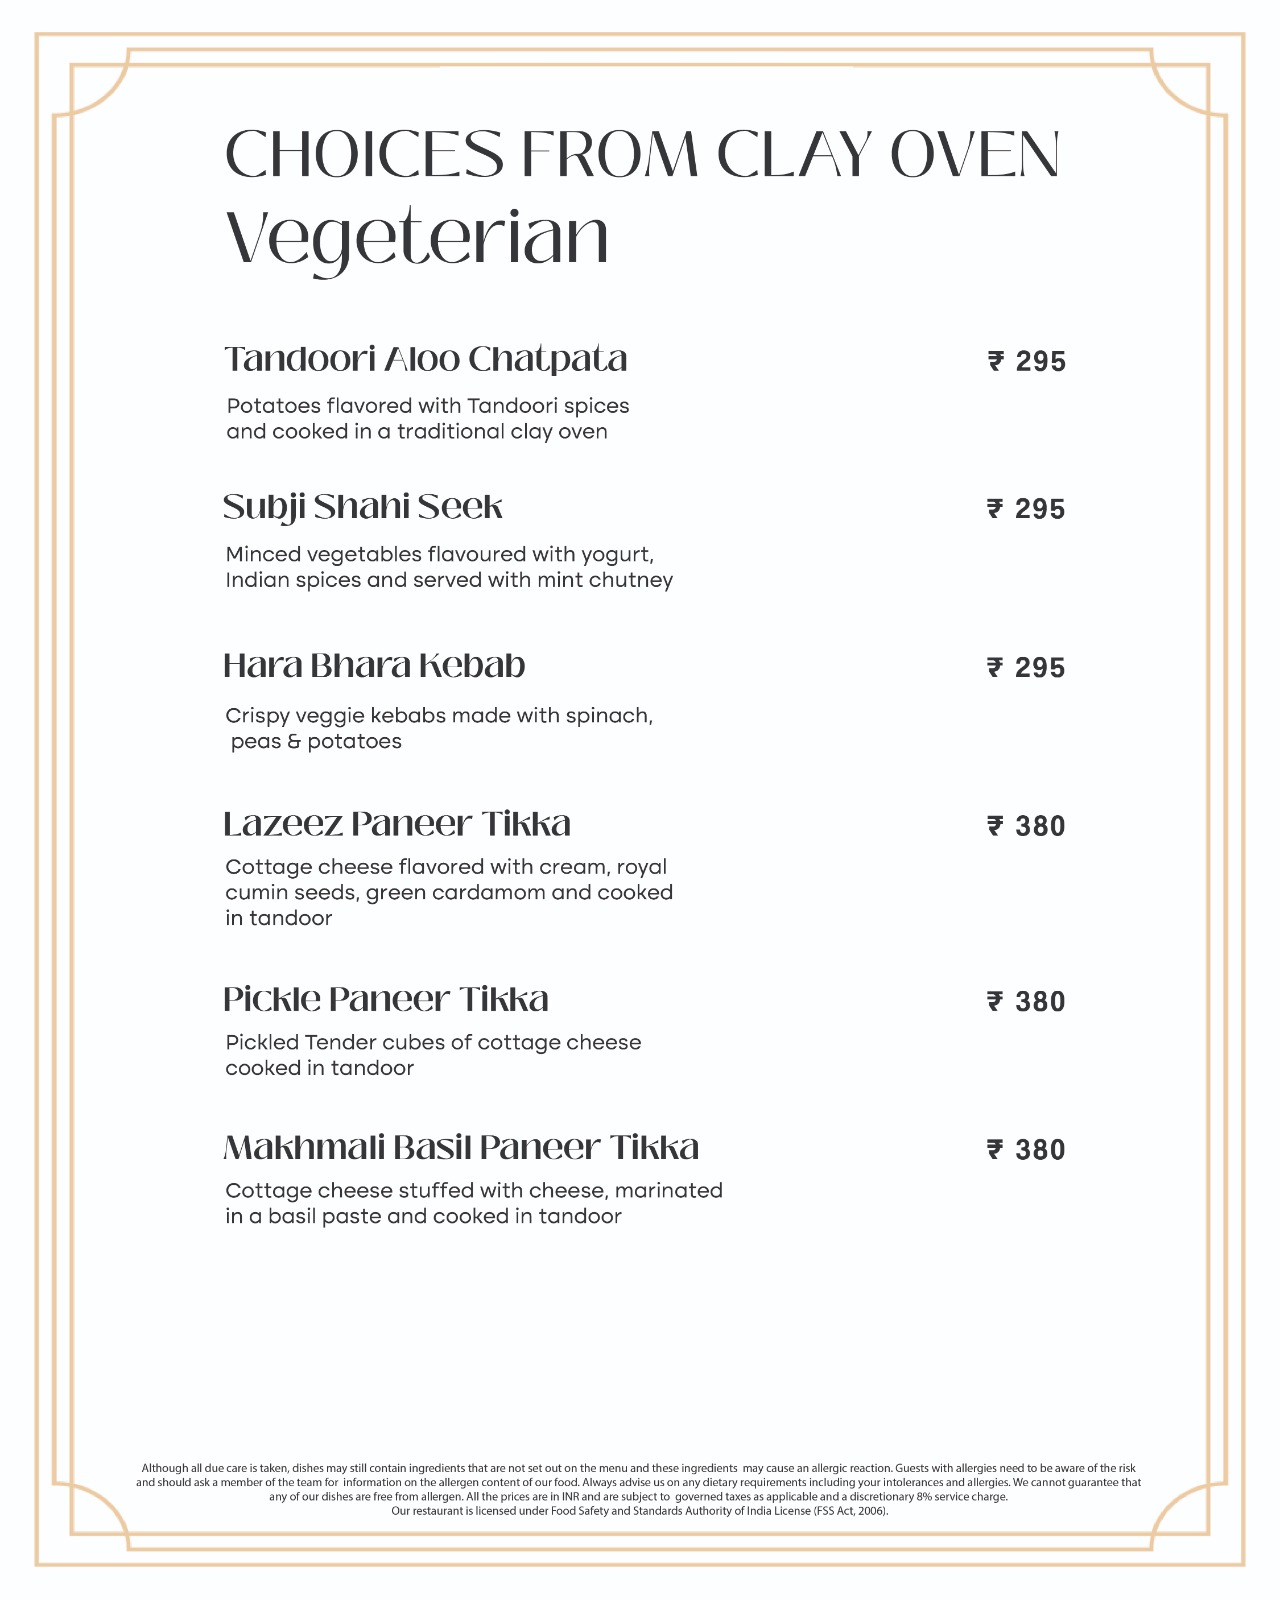 CHOICES FROM CLAY OVEN
Vegeterian
Tandoori Aloo Chatpata ₹ 295
Potatoes flavored with Tandoori spices
and cooked in a traditional clay oven
Subji Shahi Seek ₹ 295
Minced vegetables flavoured with yogurt,
Indian spices and served with mint chutney
Hara Bhara Kebab ₹ 295
Crispy veggie kebabs made with spinach,
peas & potatoes
Lazeez Paneer Tikka ₹ 380
Cottage cheese flavored with cream, royal
cumin seeds, green cardamom and cooked
in tandoor
Pickle Paneer Tikka ₹ 380
Pickled Tender cubes of cottage cheese
cooked in tandoor
Makhmali Basil Paneer Tikka ₹ 380
Cottage cheese stuffed with cheese, marinated
in a basil paste and cooked in tandoor
Although all due care is taken, dishes may still contain ingredients that are not set out on the menu and these ingredients may cause an allergic reaction. Guests with allergies need to be aware of the risk
and should ask a member of the team for information on the allergen content of our food. Always advise us on any dietary requirements including your intolerances and allergies. We cannot guarantee that
any of our dishes are free from allergen. All the prices are in INR and are subject to governed taxes as applicable and a discretionary 8% service charge.
Our restaurant is licensed under Food Safety and Standards Authority of India License (FSS Act, 2006).